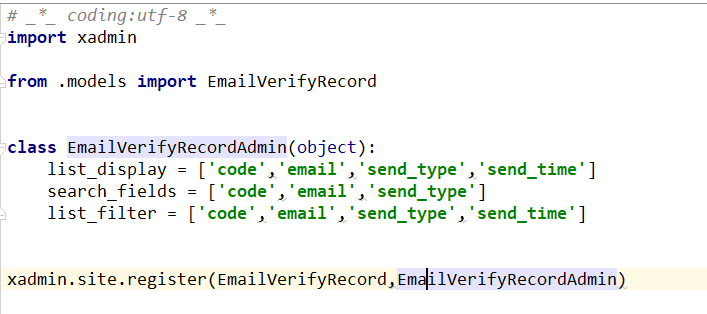 # _*_ coding:utf-8 _*_
import xadmin
from .models import EmailVerifyRecord
class EmailVerifyRecordAdmin(object):
    list_display = ['code','email','send_type','send_time']
    search_fields = ['code','email','send_type']
    list_filter = ['code','email','send_type','send_time']
xadmin.site.register(EmailVerifyRecord,EmailVerifyRecordAdmin)